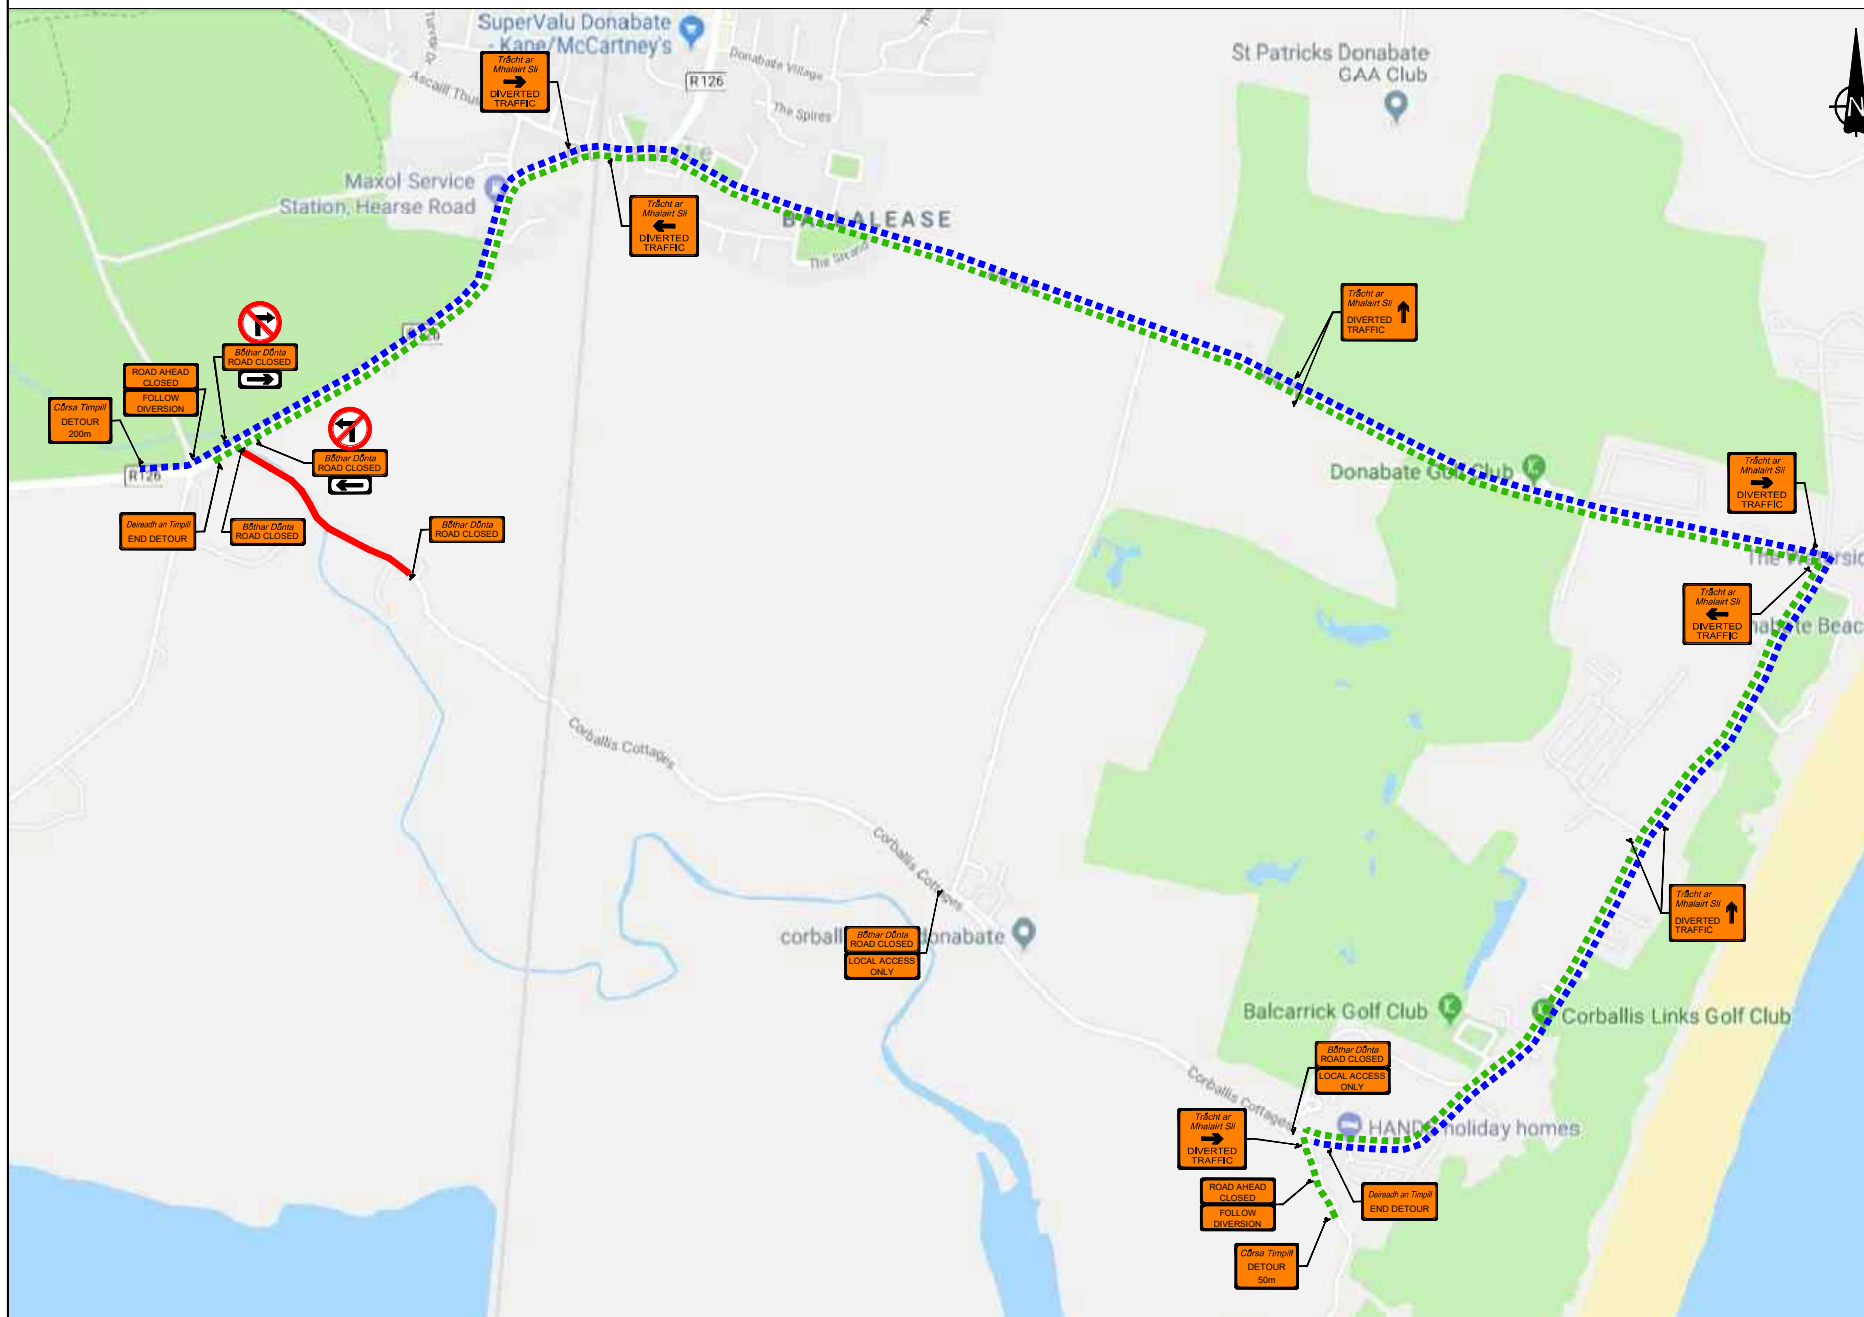 SuperValu Donabate
- Kane/McCartney's
R126
Donabate Village
The Spires
St Patricks Donabate
GAA Club
N
Trácht ar
Mhalairt Slí
DIVERTED
TRAFFIC
Maxol Service
Station, Hearse Road
Trácht ar
Mhalairt Slí
DIVERTED
TRAFFIC
BALLALEASE
The Strand
Trácht ar
Mhalairt Slí
DIVERTED
TRAFFIC
R126
Bóthar Dúnta
ROAD CLOSED
ROAD AHEAD
CLOSED
FOLLOW
DIVERSION
Cúrsa Timpill
DETOUR
200m
R126
Bóthar Dúnta
ROAD CLOSED
Deireadh an Timpill
END DETOUR
Bóthar Dúnta
ROAD CLOSED
Bóthar Dúnta
ROAD CLOSED
Donabate Golf Club
Trácht ar
Mhalairt Slí
DIVERTED
TRAFFIC
Trácht ar
Mhalairt Slí
DIVERTED
TRAFFIC
nabate Beac
Corballis Cottages
Corballis Cottages
Bóthar Dúnta
ROAD CLOSED
LOCAL ACCESS
ONLY
corball
donabate
Trácht ar
Mhalairt Slí
DIVERTED
TRAFFIC
Balcarrick Golf Club
Corballis Links Golf Club
Bóthar Dúnta
ROAD CLOSED
LOCAL ACCESS
ONLY
Corballis Cottages
Trácht ar
Mhalairt Slí
DIVERTED
TRAFFIC
HANDS holiday homes
ROAD AHEAD
CLOSED
FOLLOW
DIVERSION
Deireadh an Timpill
END DETOUR
Cúrsa Timpill
DETOUR
50m